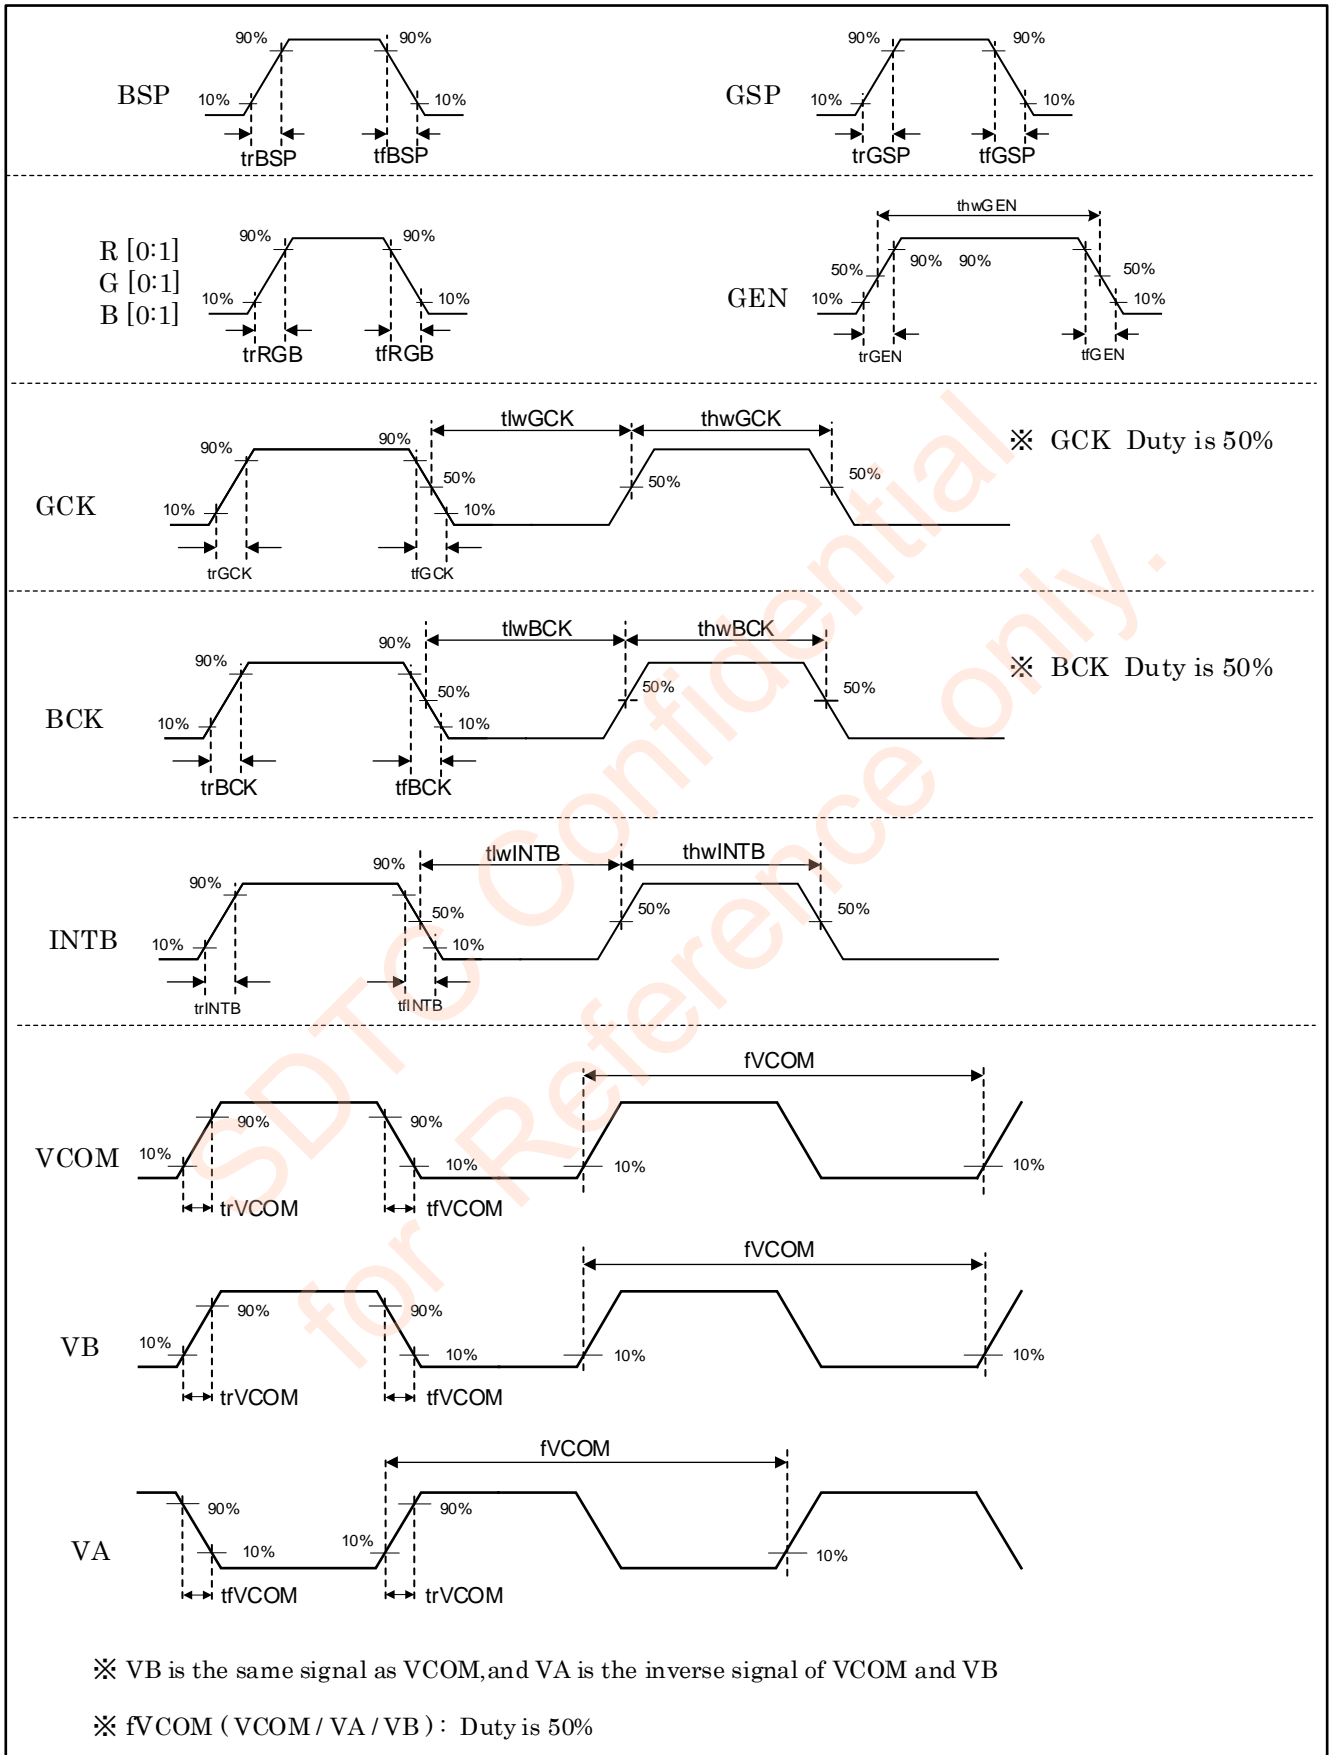 90% 90%
BSP 10% 10%
trBSP tfBSP
90% 90%
GSP 10% 10%
trGSP tfGSP
R [0:1]
G [0:1]
B [0:1]
90% 90%
10% 10%
trRGB tfRGB
thwGEN
50% 90% 90% 50%
GEN 10% 10%
trGEN tfGEN
tlwGCK thwGCK
※ GCK Duty is 50%
90% 90%
50% 50% 50%
GCK 10% 10%
trGCK tfGCK
tlwBCK thwBCK
※ BCK Duty is 50%
90% 90%
50% 50% 50%
BCK 10% 10%
trBCK tfBCK
tlwINTB thwINTB
90% 90%
50% 50% 50%
INTB 10% 10%
trINTB tfINTB
fVCOM
90% 90%
VCOM 10% 10% 10% 10%
trVCOM tfVCOM
fVCOM
90% 90%
VB 10% 10% 10% 10%
trVCOM tfVCOM
fVCOM
90% 90%
VA 10% 10% 10%
tfVCOM trVCOM
※ VB is the same signal as VCOM,and VA is the inverse signal of VCOM and VB
※ fVCOM ( VCOM / VA / VB ) : Duty is 50%
SDTC Confidential
for Reference only.